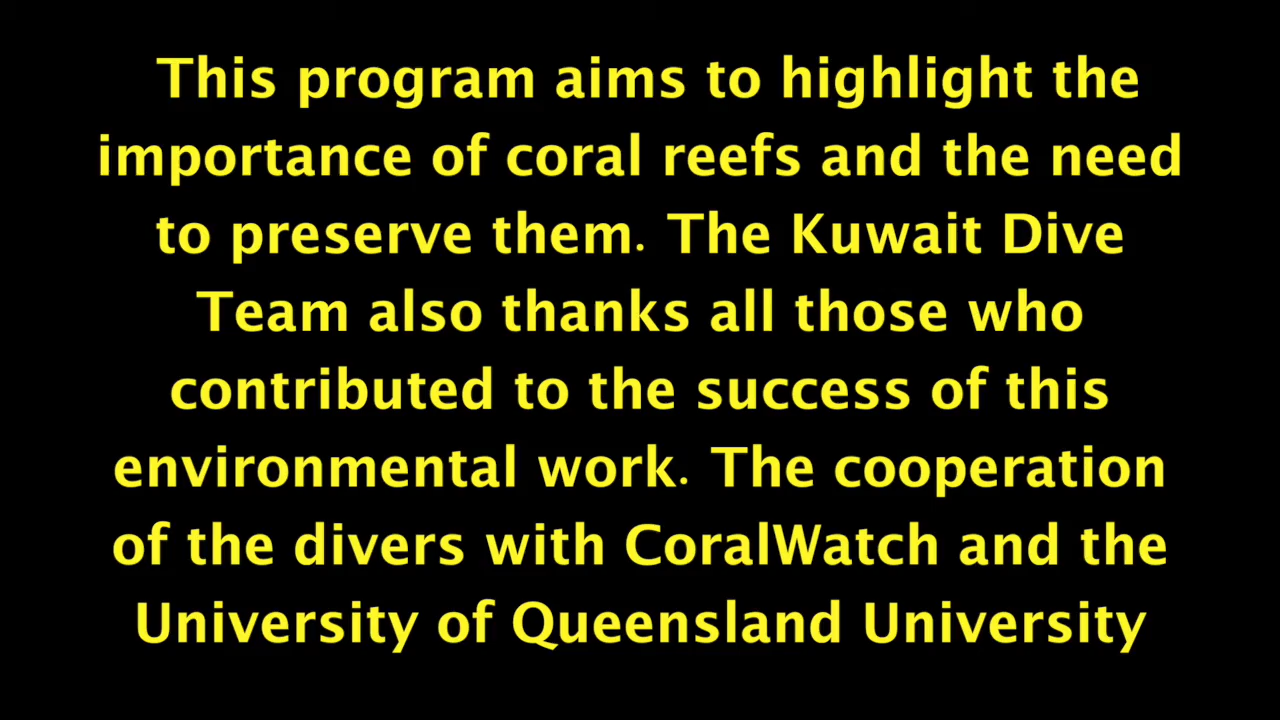 This program aims to highlight the
importance of coral reefs and the need
to preserve them. The Kuwait Dive
Team also thanks all those who
contributed to the success of this
environmental work. The cooperation
of the divers with CoralWatch and the
University of Queensland University